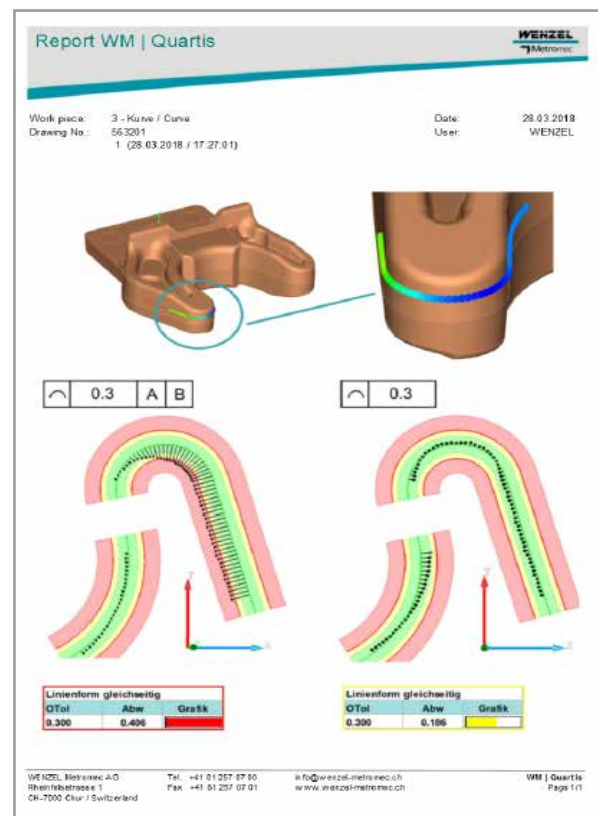 Report WM | Quartis
WENZEL
Metromec
Work piece: 3 - Kurve / Curve
Date: 28.03.2018
Drawing No.: 563201
User: WENZEL
1 (28.03.2018 / 17:27:01)
0.3 A B
0.3
Y
X
Y
X
Linienform gleichseitig
OTol Abw Grafik
0.300 0.406
Linienform gleichseitig
OTol Abw Grafik
0.300 0.186
WENZEL Metromec AG Tel. +41 81 257 07 00 info@wenzel-metromec.ch WM | Quartis
Rheinfelsstrasse 1 Fax +41 81 257 07 01 www.wenzel-metromec.ch Page 1/1
CH-7000 Chur / Switzerland